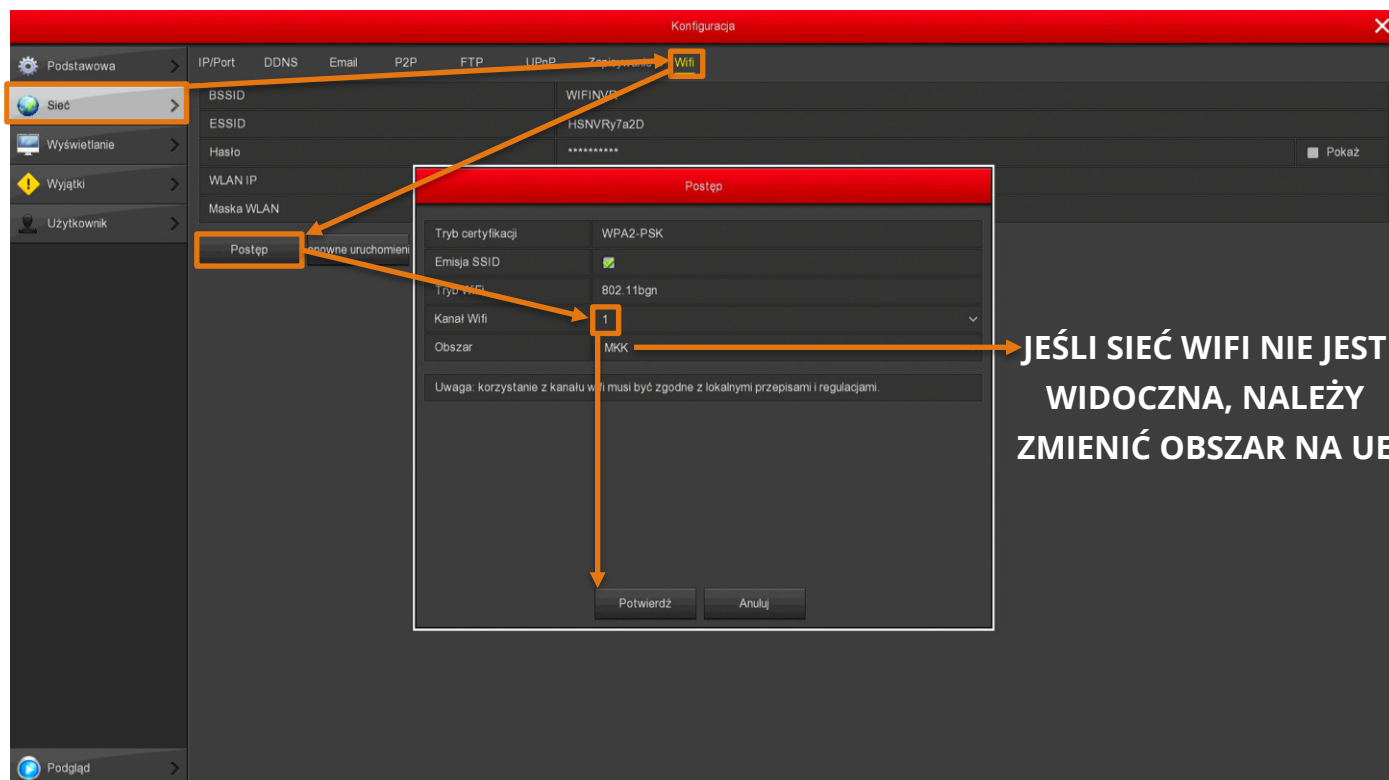 Konfiguracja
Podstawowa
Sieć
Wyświetlanie
Wyjątki
Użytkownik
Podgląd
IP/Port DDNS Email P2P FTP UPnP Wifi
BSSID WIFINVR
ESSID HSNVRy7a2D
Hasło ********** Pokaż
WLAN IP
Maska WLAN
Postęp
Postęp
Tryb certyfikacji WPA2-PSK
Emisja SSID
Tryb WiFi 802.11bgn
Kanał Wifi 1
Obszar MKK
Uwaga: korzystanie z kanału wifi musi być zgodne z lokalnymi przepisami i regulacjami.
Potwierdź Anuluj
JEŚLI SIEĆ WIFI NIE JEST
WIDOCZNA, NALEŻY
ZMIENIĆ OBSZAR NA UE